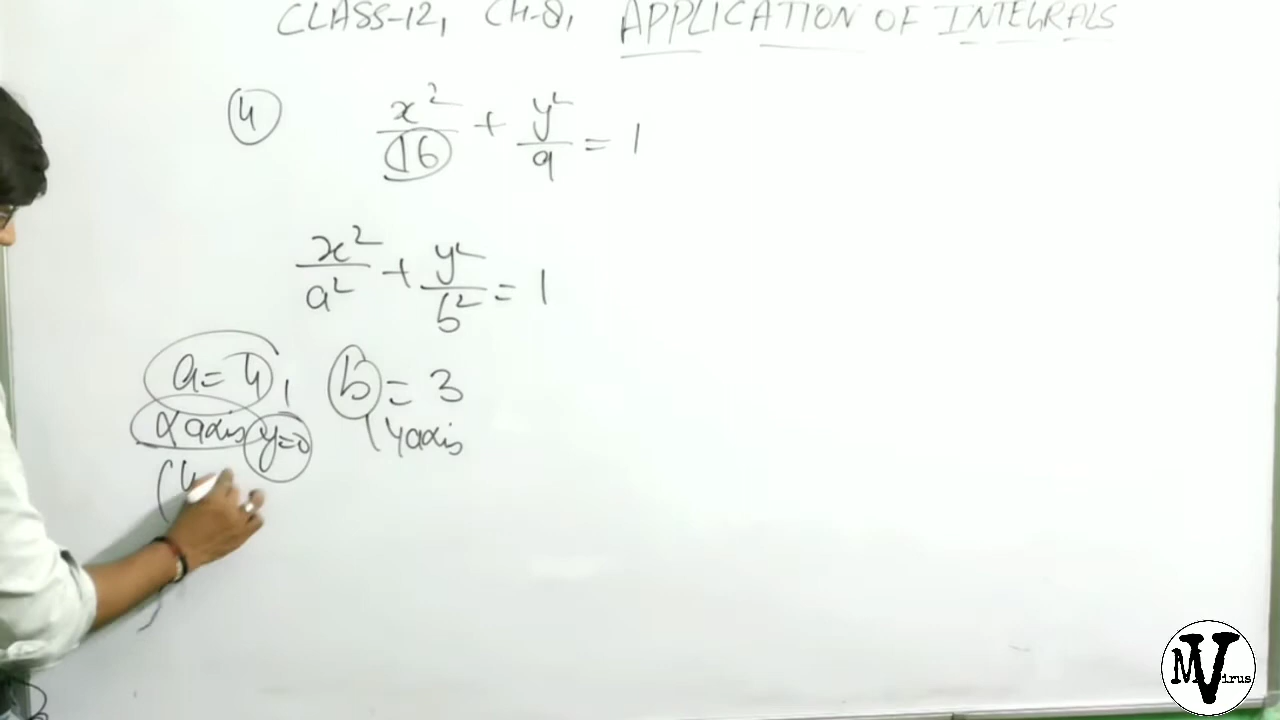 CLASS-12, CH-8, APPLICATION OF INTEGRALS
4 x²/16 + y²/9 = 1
x²/a² + y²/b² = 1
a = 4, b = 3
x axis y=0 y axis
(4
MVirus